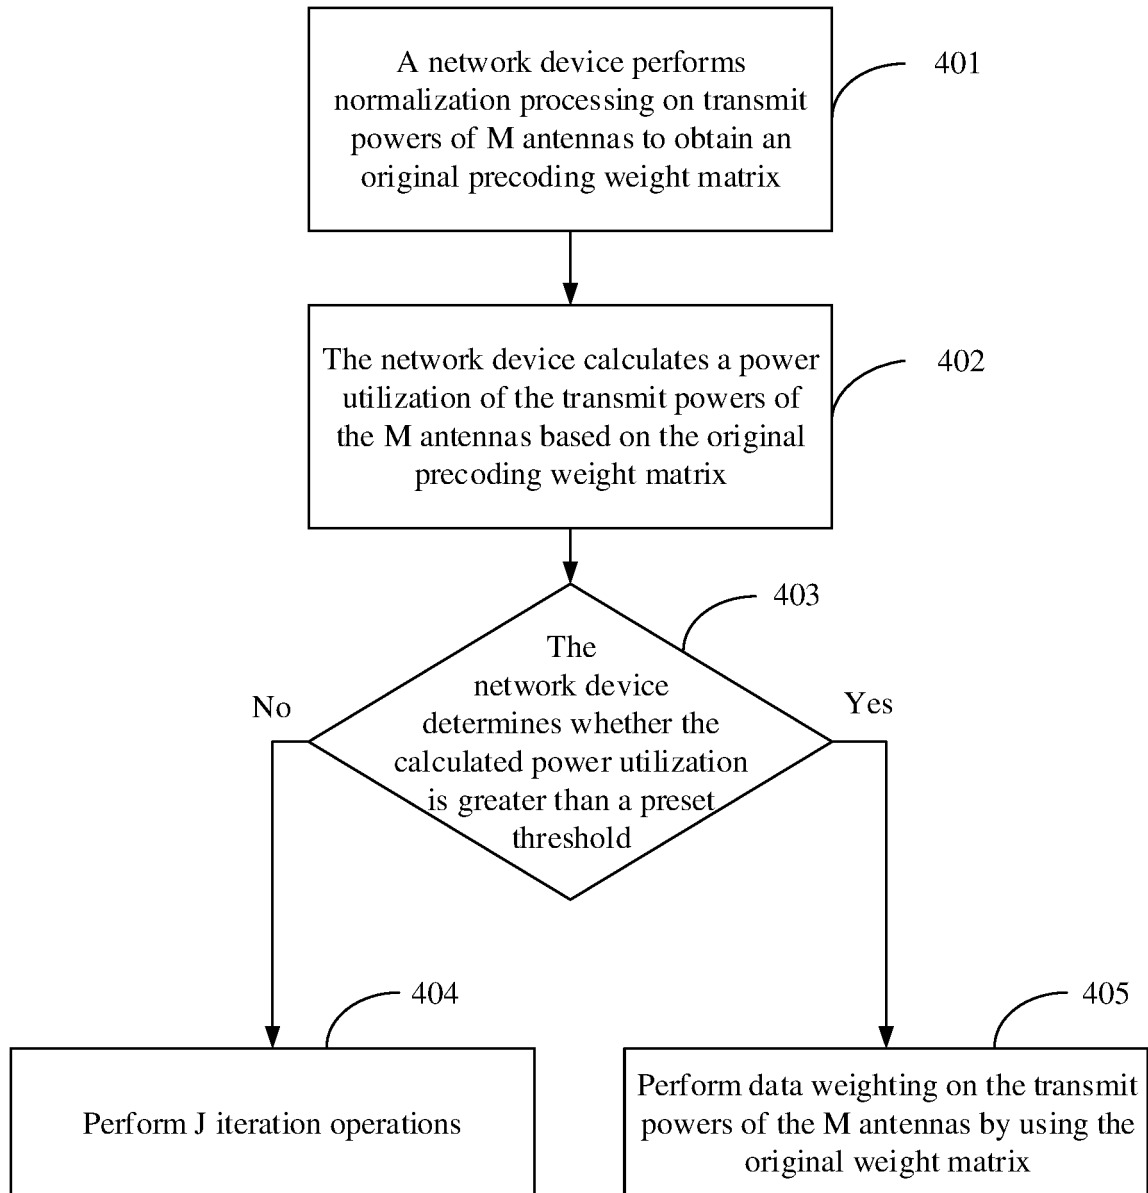 A network device performs
normalization processing on transmit
powers of M antennas to obtain an
original precoding weight matrix
401
The network device calculates a power
utilization of the transmit powers of
the M antennas based on the original
precoding weight matrix
402
403
The
network device
determines whether the
calculated power utilization
is greater than a preset
threshold
No
Yes
404
Perform J iteration operations
405
Perform data weighting on the transmit
powers of the M antennas by using the
original weight matrix